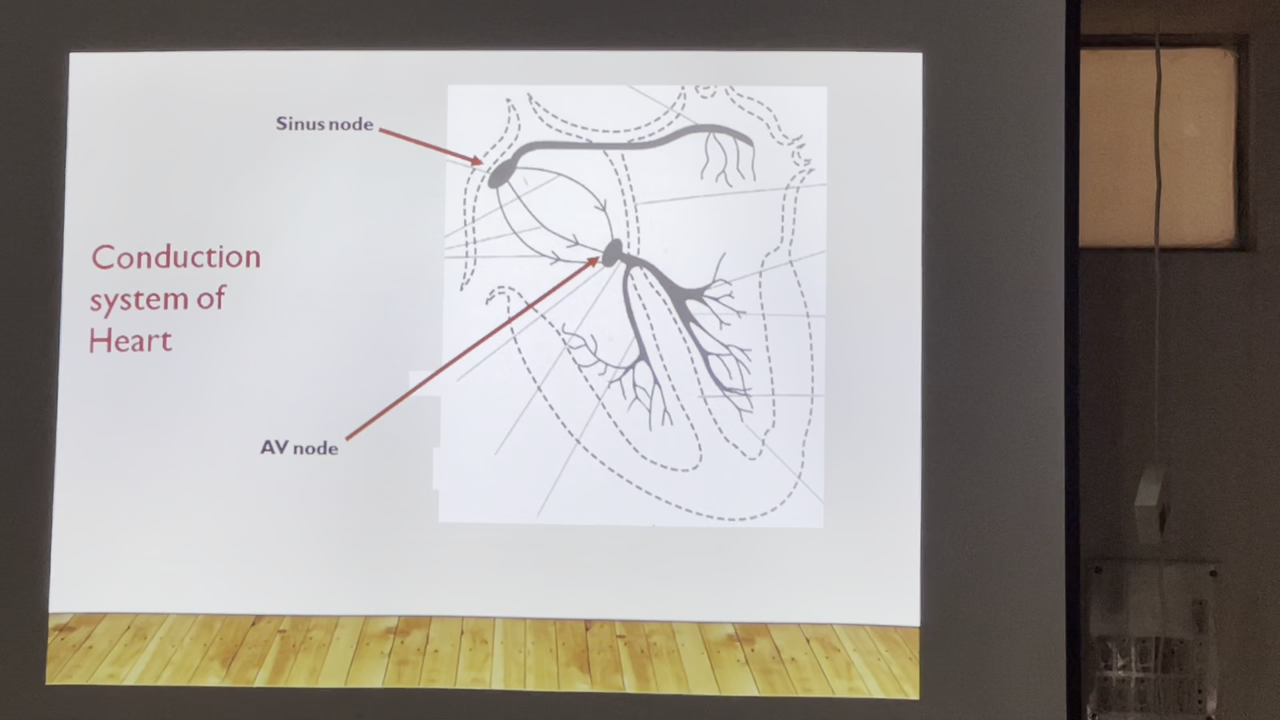 Sinus node
Conduction
system of
Heart
AV node